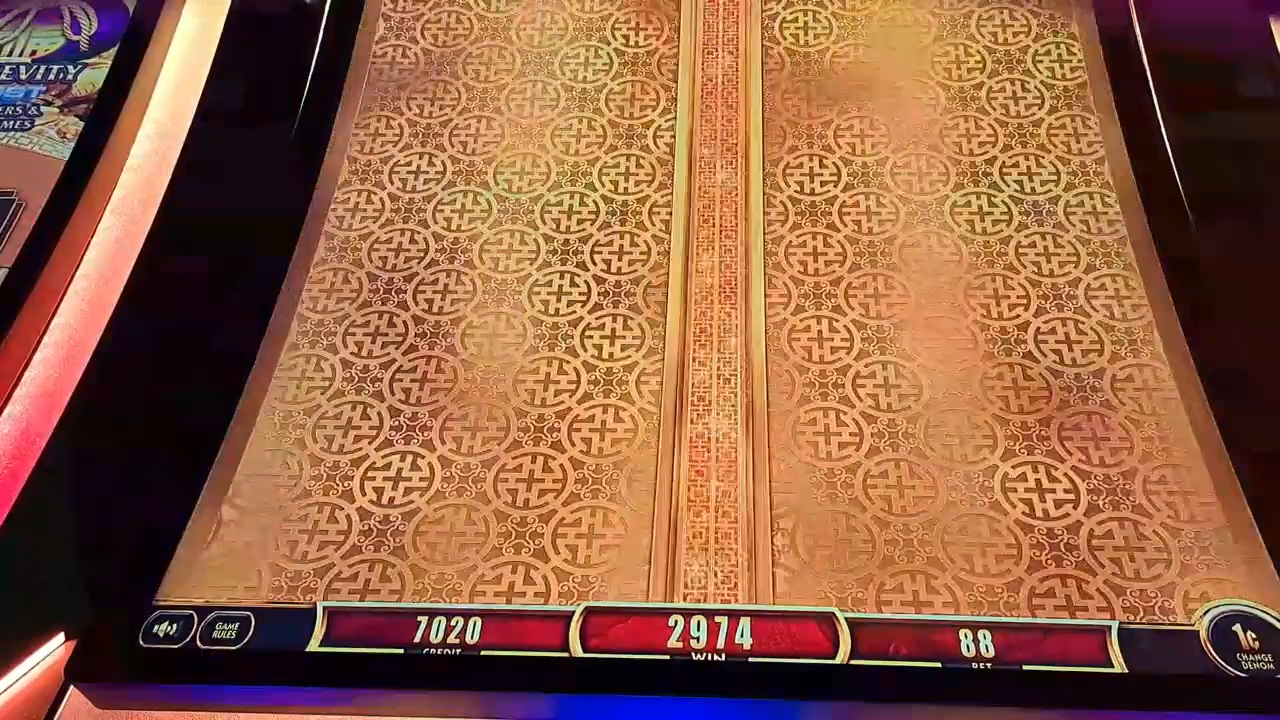 EVITY
ERS &
MES
GAME
RULES
7020
CREDIT
2974
WIN
88
BET
1¢
CHANGE
DENOM